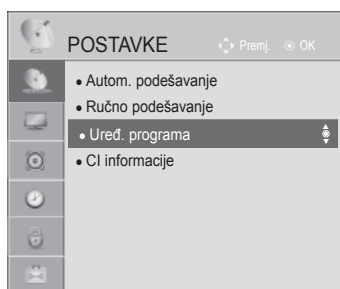 POSTAVKE Premj. OK
Autom. podešavanje
Ručno podešavanje
Uređ. programa
CI informacije